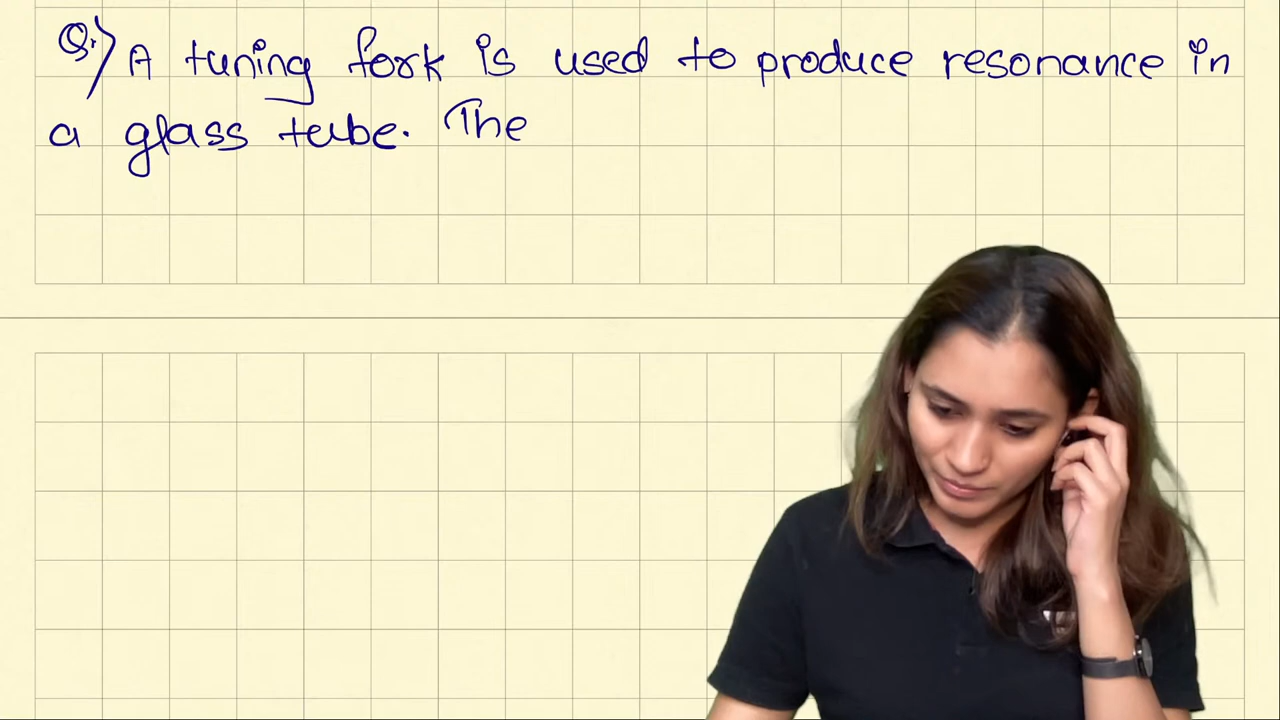 Q.) A tuning fork is used to produce resonance in
a glass tube. The